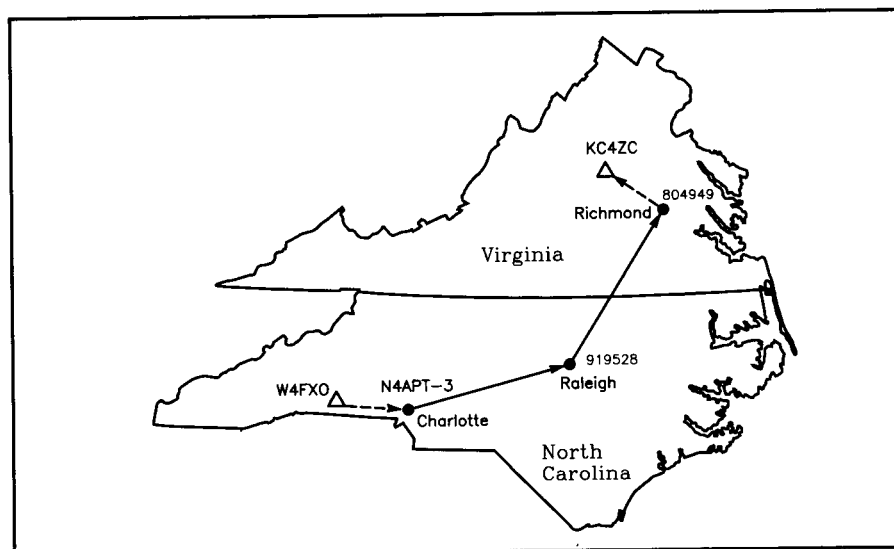 KC4ZC
804949
Richmond
Virginia
919528
Raleigh
N4APT-3
W4FXO
Charlotte
North
Carolina